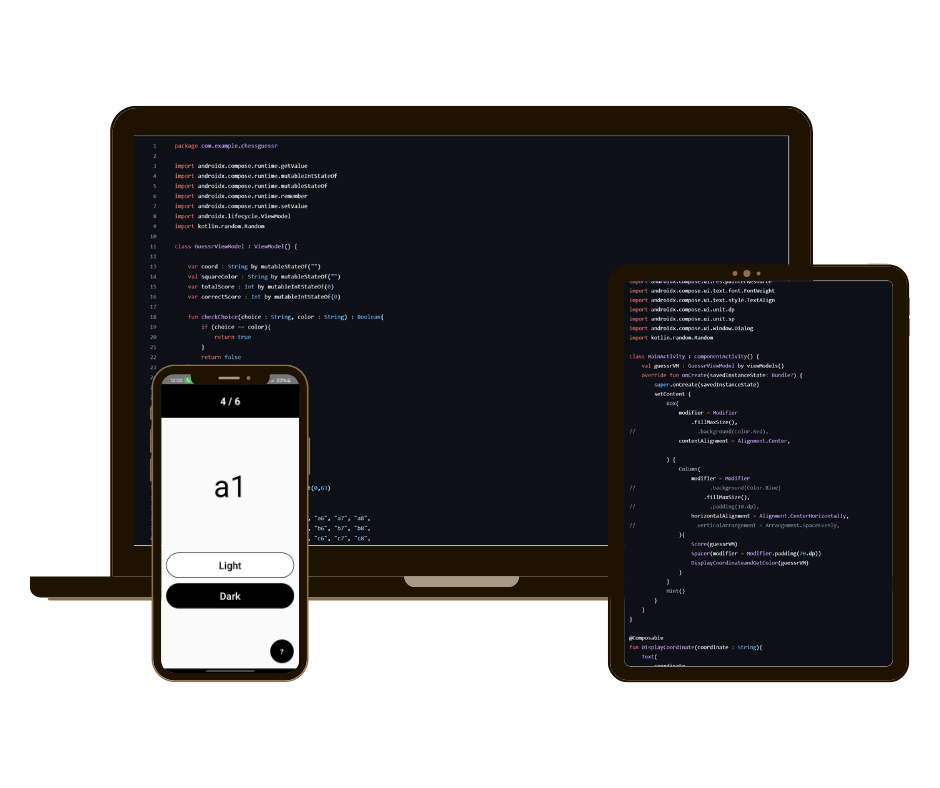 1 package com.example.chessguessr
2
3 import androidx.compose.runtime.getValue
4 import androidx.compose.runtime.mutableIntStateOf
5 import androidx.compose.runtime.mutableStateOf
6 import androidx.compose.runtime.remember
7 import androidx.compose.runtime.setValue
8 import androidx.lifecycle.ViewModel
9 import kotlin.random.Random
10
11 class GuessrViewModel : ViewModel() {
12
13 var coord : String by mutableStateOf("")
14 val squareColor : String by mutableStateOf("")
15 var totalScore : Int by mutableIntStateOf(0)
16 var correctScore : Int by mutableIntStateOf(0)
17
18 fun checkChoice(choice : String, color : String) : Boolean{
19 if (choice == color){
20 return true
21 }
22 return false
(0,63)
, "a6", "a7", "a8",
, "b6", "b7", "b8",
, "c6", "c7", "c8",
12:02
53%
4 / 6
a1
Light
Dark
?
import androidx.compose.ui.res.painterResource
import androidx.compose.ui.text.font.FontWeight
import androidx.compose.ui.text.style.TextAlign
import androidx.compose.ui.unit.dp
import androidx.compose.ui.unit.sp
import androidx.compose.ui.window.Dialog
import kotlin.random.Random
class MainActivity : ComponentActivity() {
val guessrVM : GuessrViewModel by viewModels()
override fun onCreate(savedInstanceState: Bundle?) {
super.onCreate(savedInstanceState)
setContent {
Box(
modifier = Modifier
.fillMaxSize(),
// .background(Color.Red),
contentAlignment = Alignment.Center,
) {
Column(
modifier = Modifier
// .background(Color.Blue)
.fillMaxSize(),
// .padding(10.dp),
horizontalAlignment = Alignment.CenterHorizontally,
// verticalArrangement = Arrangement.SpaceEvenly,
){
Score(guessrVM)
Spacer(modifier = Modifier.padding(70.dp))
DisplayCoordinateandGetColor(guessrVM)
}
}
Hint()
}
}
}
@Composable
fun DisplayCoordinate(coordinate : String){
Text(
coordinate